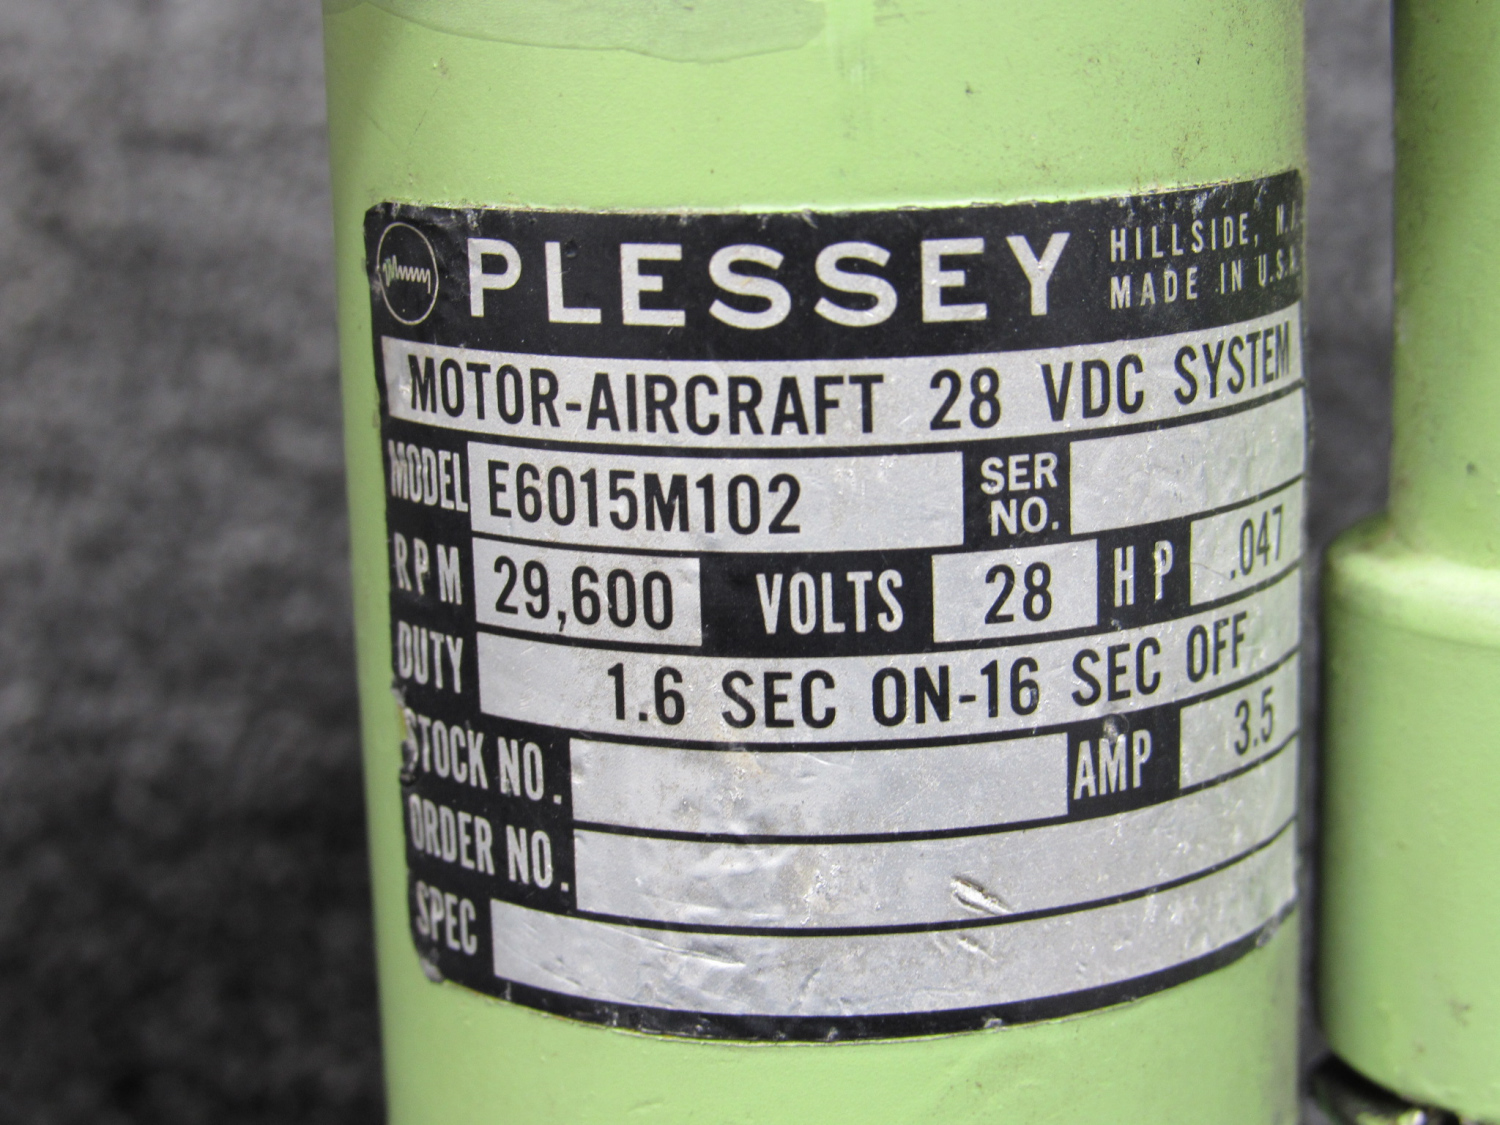 PLESSEY HILLSIDE, N.J.
MADE IN U.S.A.
MOTOR-AIRCRAFT 28 VDC SYSTEM
MODEL E6015M102 SER NO.
RPM 29,600 VOLTS 28 HP .047
DUTY 1.6 SEC ON-16 SEC OFF
STOCK NO. AMP 3.5
ORDER NO.
SPEC